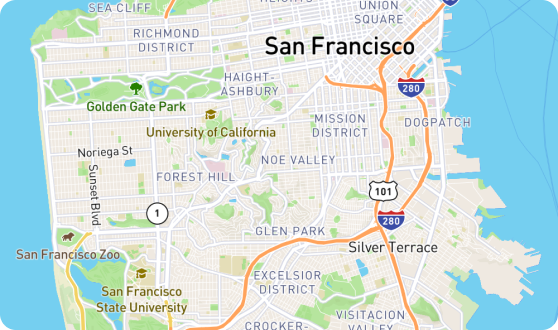 SEA CLIFF
HEIGHTS
UNION
SQUARE
RICHMOND
DISTRICT
San Francisco
HAIGHT-
ASHBURY
280
Golden Gate Park
University of California
MISSION
DISTRICT
DOGPATCH
Noriega St
NOE VALLEY
Sunset Blvd
FOREST HILL
101
1
280
GLEN PARK
Silver Terrace
San Francisco Zoo
EXCELSIOR
DISTRICT
San Francisco
State University
VISITACION
VALLEY
CROCKER-